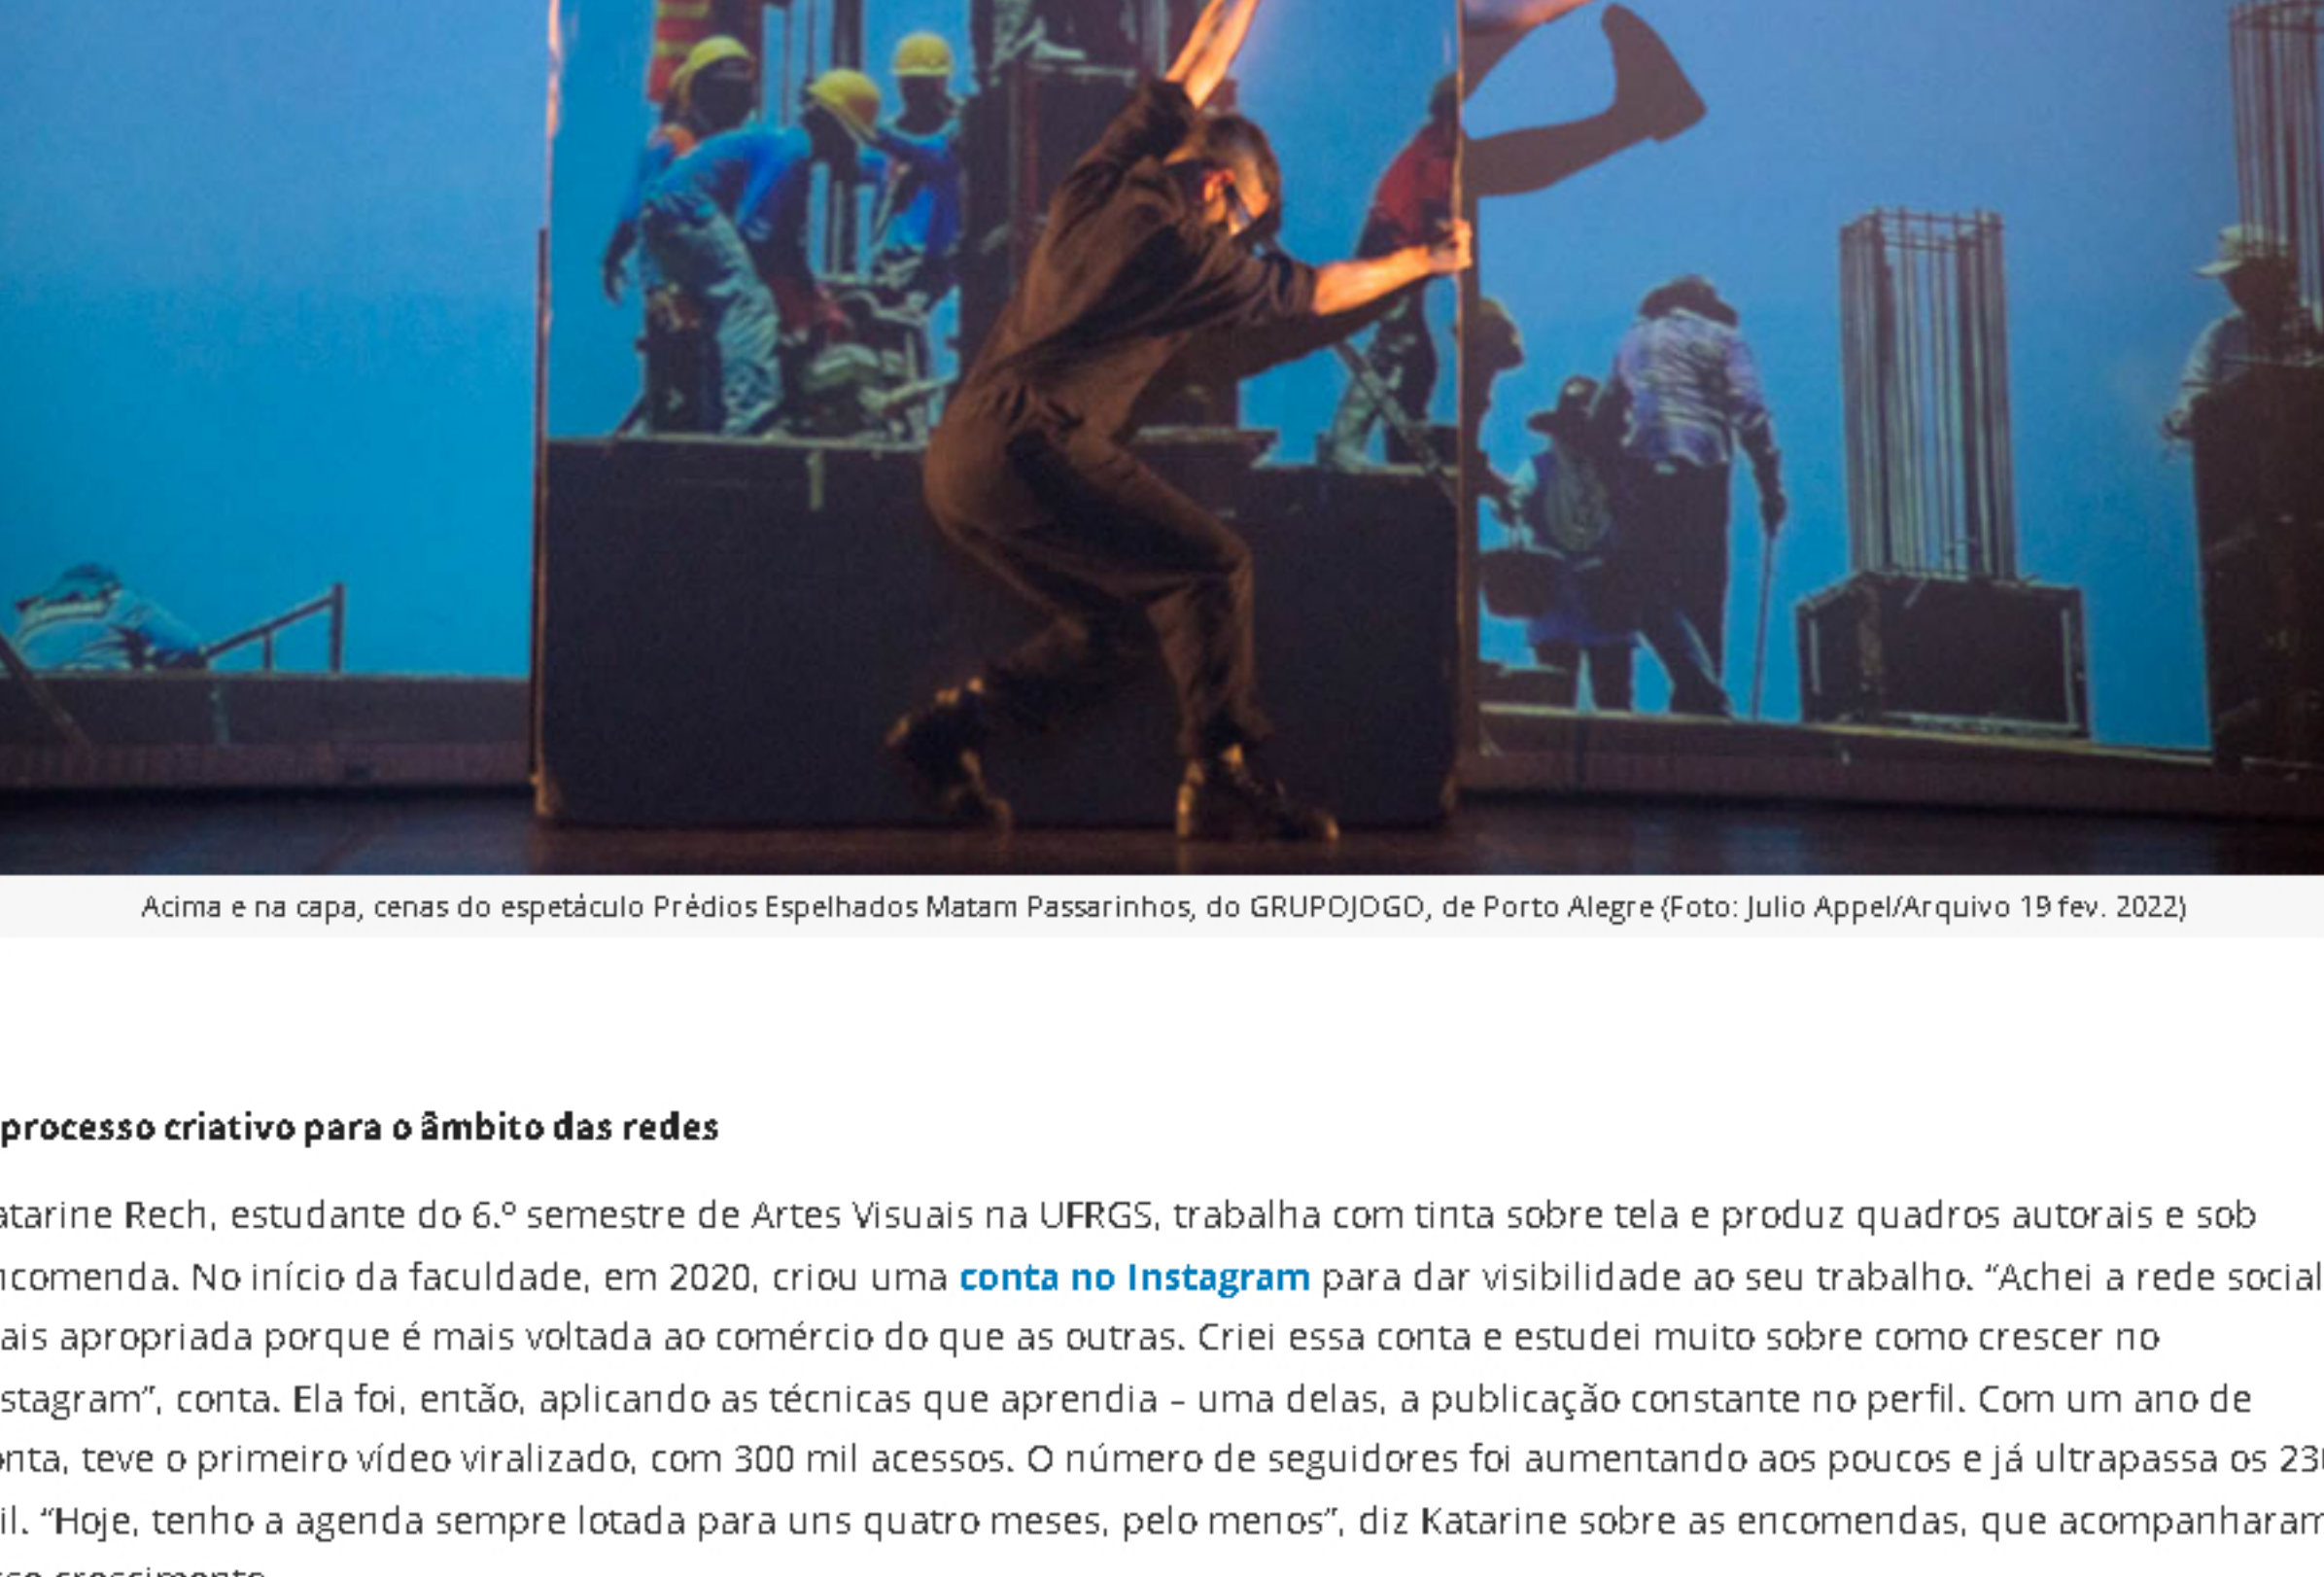 Acima e na capa, cenas do espetáculo Prédios Espelhados Matam Passarinhos, do GRUPOJOGO, de Porto Alegre (Foto: Julio Appel/Arquivo 19 fev. 2022)
processo criativo para o âmbito das redes
atarine Rech, estudante do 6.º semestre de Artes Visuais na UFRGS, trabalha com tinta sobre tela e produz quadros autorais e sob
ncomenda. No início da faculdade, em 2020, criou uma conta no Instagram para dar visibilidade ao seu trabalho. “Achei a rede social
ais apropriada porque é mais voltada ao comércio do que as outras. Criei essa conta e estudei muito sobre como crescer no
stagram”, conta. Ela foi, então, aplicando as técnicas que aprendia – uma delas, a publicação constante no perfil. Com um ano de
onta, teve o primeiro vídeo viralizado, com 300 mil acessos. O número de seguidores foi aumentando aos poucos e já ultrapassa os 230
il. “Hoje, tenho a agenda sempre lotada para uns quatro meses, pelo menos”, diz Katarine sobre as encomendas, que acompanharam